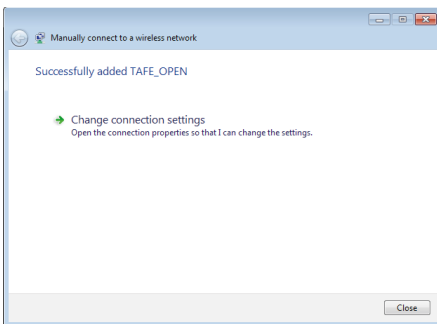 Manually connect to a wireless network
Successfully added TAFE_OPEN
Change connection settings
Open the connection properties so that I can change the settings.
Close